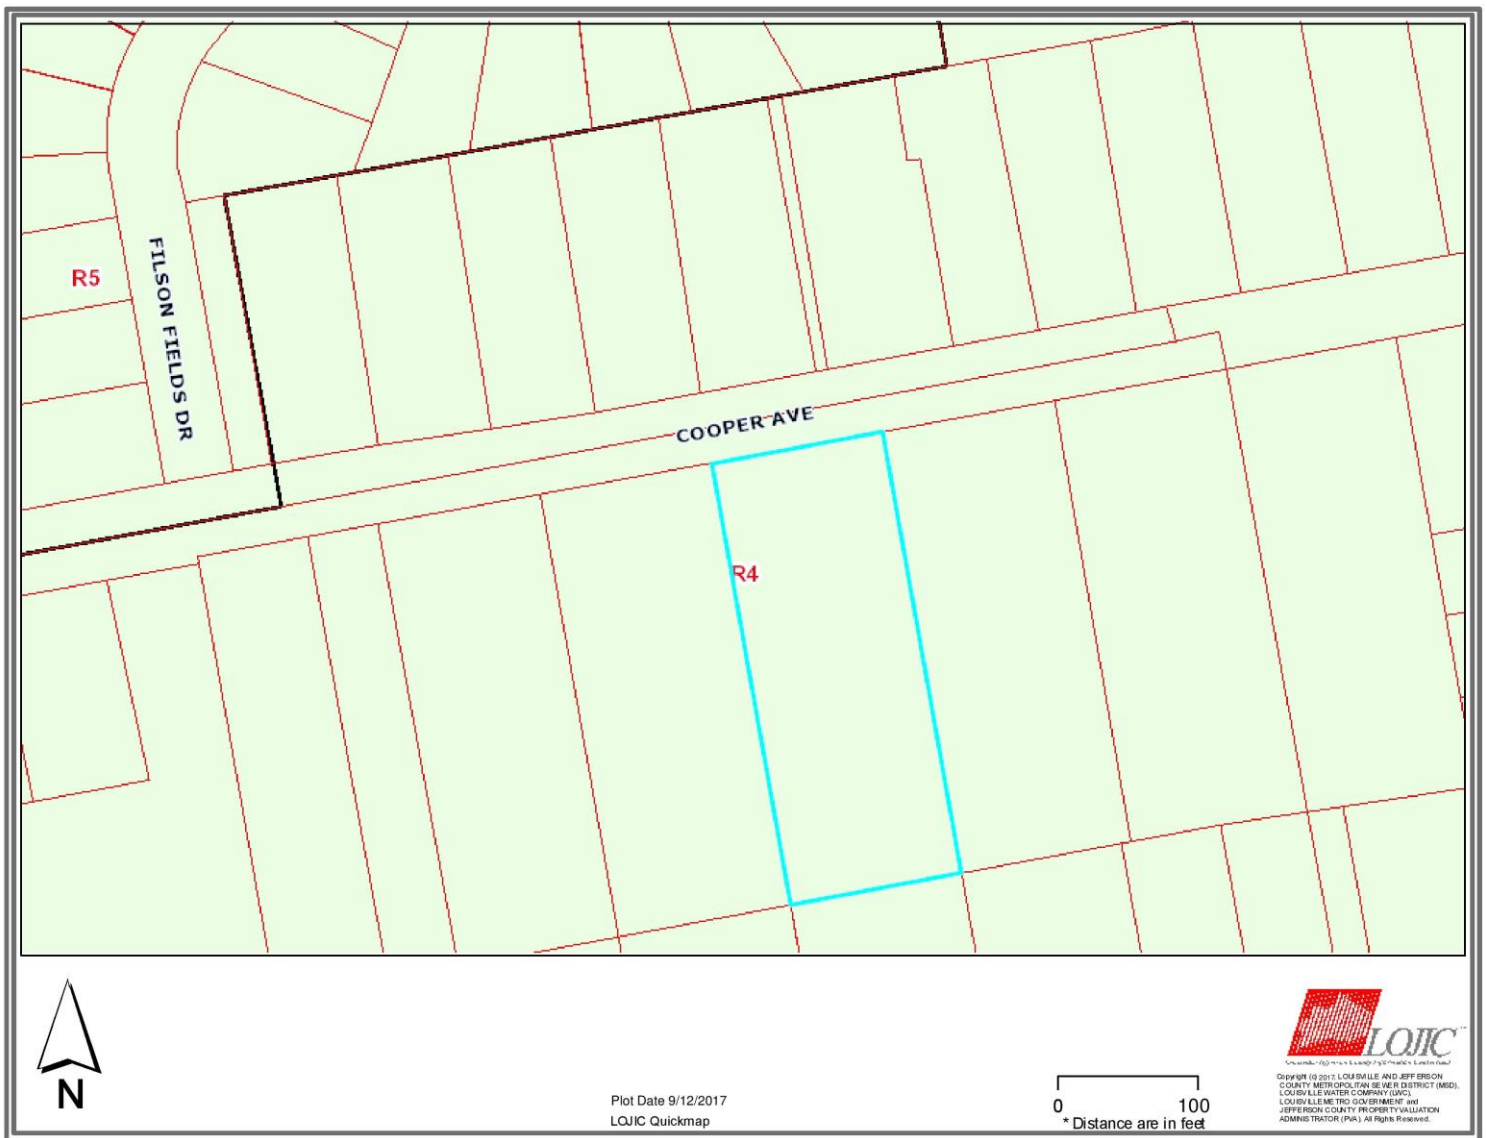 R5
FILSON FIELDS DR
COOPER AVE
R4
N
Plot Date 9/12/2017
LOJIC Quickmap
0 100
* Distance are in feet
LOJIC
Copyright (c) 2017, LOUISVILLE AND JEFFERSON
COUNTY METROPOLITAN SEWER DISTRICT (MSD),
LOUISVILLE WATER COMPANY (LWC),
LOUISVILLE METRO GOVERNMENT and
JEFFERSON COUNTY PROPERTY VALUATION
ADMINISTRATOR (PVA). All Rights Reserved.